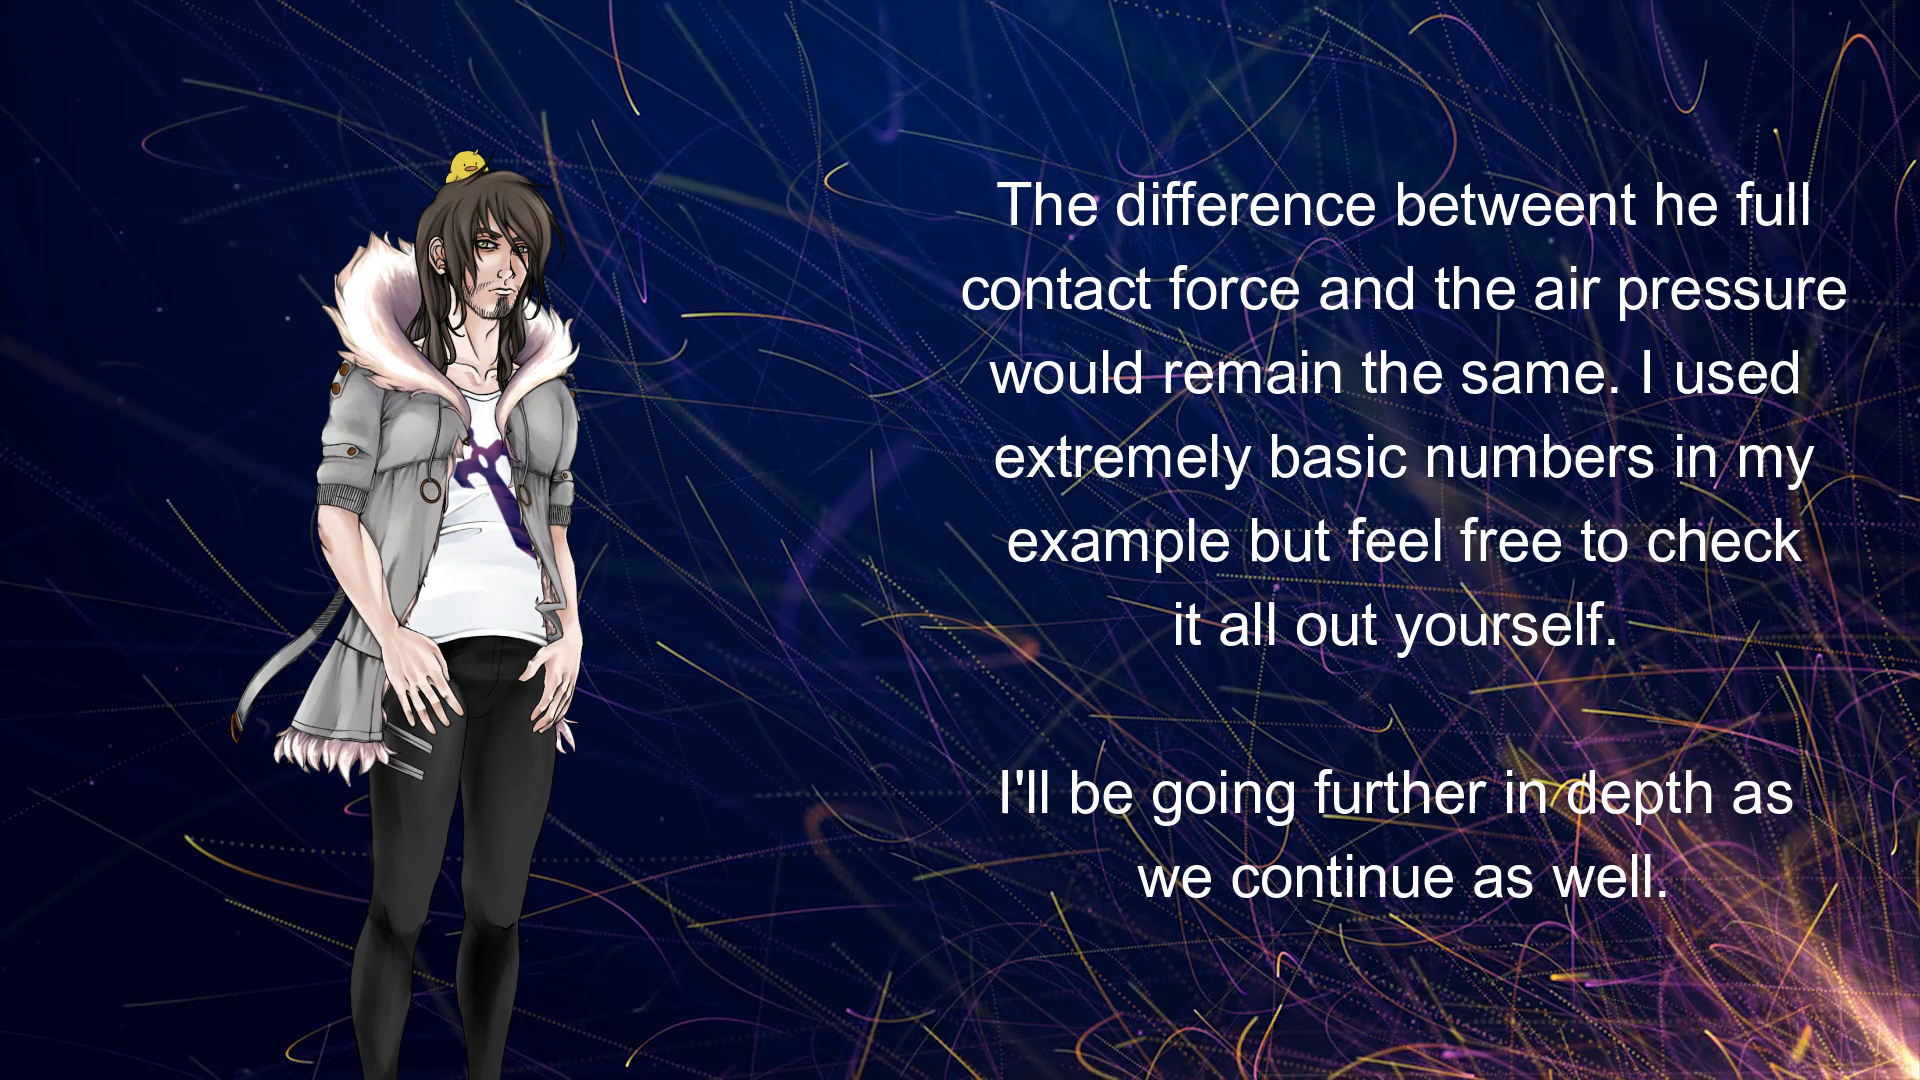 The difference betweent he full
contact force and the air pressure
would remain the same. I used
extremely basic numbers in my
example but feel free to check
it all out yourself.
I'll be going further in depth as
we continue as well.